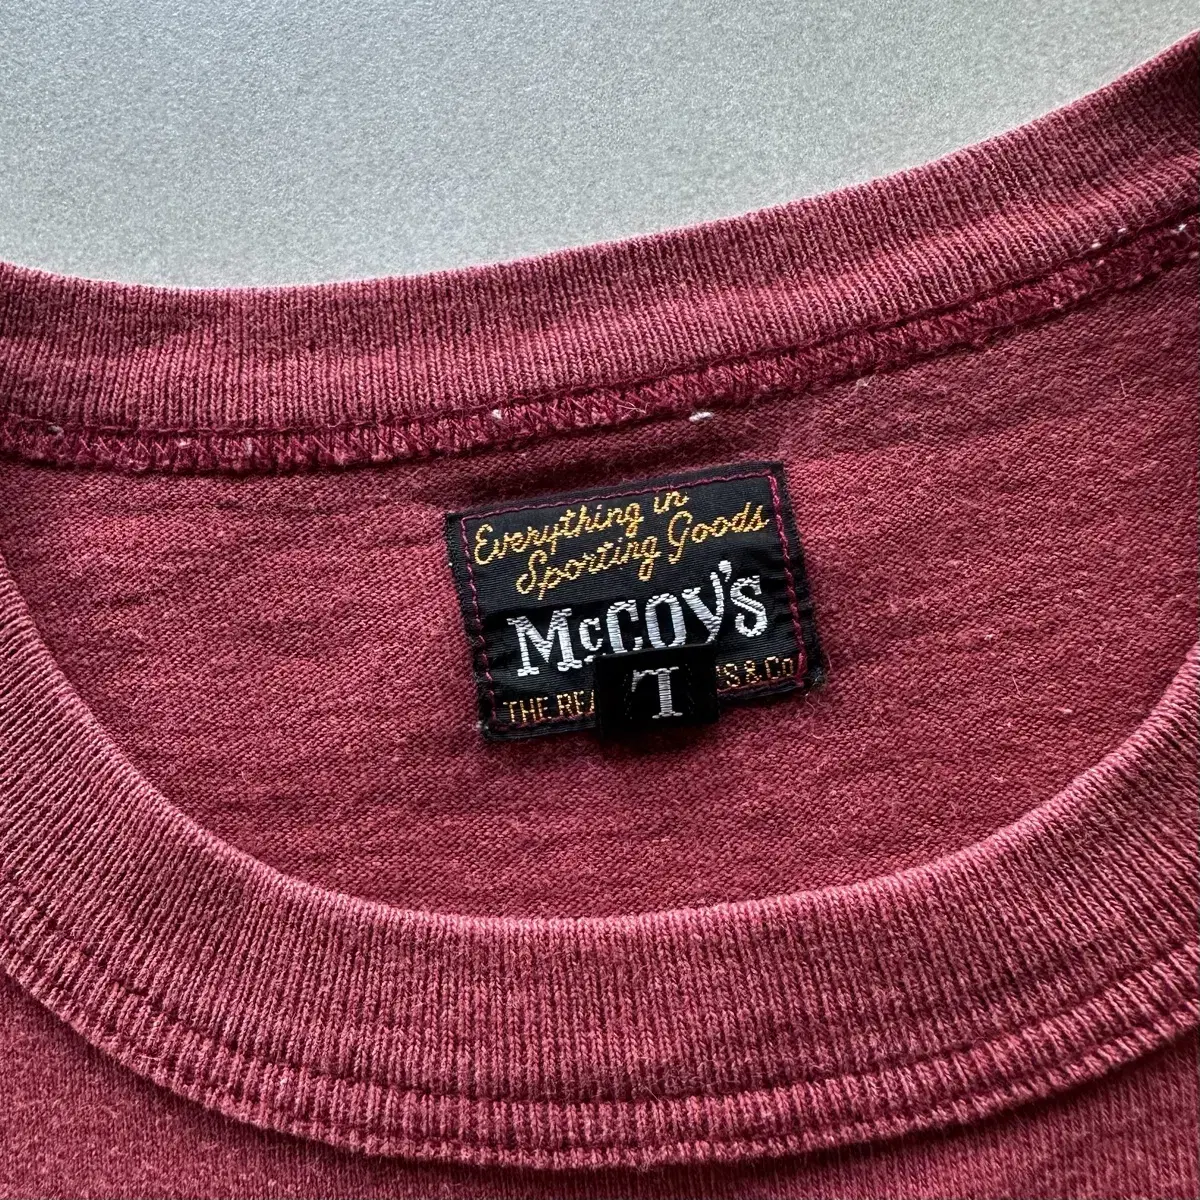 Everything in
Sporting Goods
McCOY'S
THE REA S & Co
T